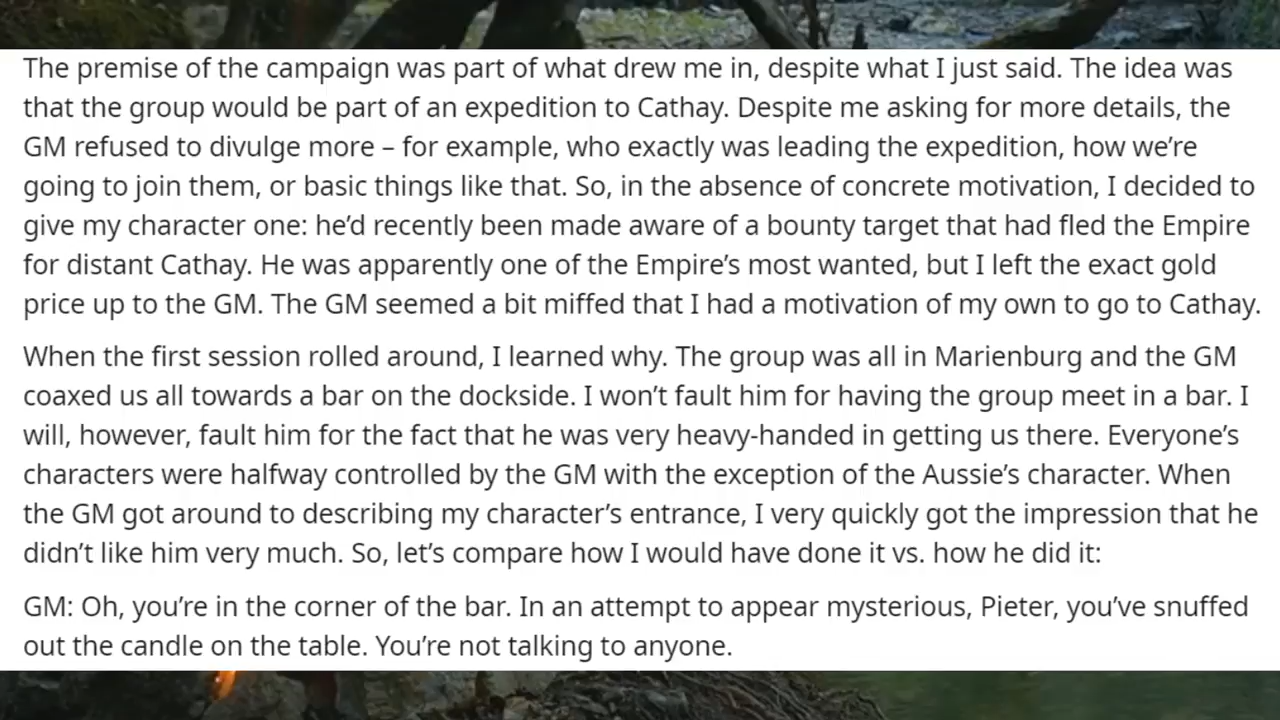 The premise of the campaign was part of what drew me in, despite what I just said. The idea was
that the group would be part of an expedition to Cathay. Despite me asking for more details, the
GM refused to divulge more – for example, who exactly was leading the expedition, how we’re
going to join them, or basic things like that. So, in the absence of concrete motivation, I decided to
give my character one: he’d recently been made aware of a bounty target that had fled the Empire
for distant Cathay. He was apparently one of the Empire’s most wanted, but I left the exact gold
price up to the GM. The GM seemed a bit miffed that I had a motivation of my own to go to Cathay.
When the first session rolled around, I learned why. The group was all in Marienburg and the GM
coaxed us all towards a bar on the dockside. I won’t fault him for having the group meet in a bar. I
will, however, fault him for the fact that he was very heavy-handed in getting us there. Everyone’s
characters were halfway controlled by the GM with the exception of the Aussie’s character. When
the GM got around to describing my character’s entrance, I very quickly got the impression that he
didn’t like him very much. So, let’s compare how I would have done it vs. how he did it:
GM: Oh, you’re in the corner of the bar. In an attempt to appear mysterious, Pieter, you’ve snuffed
out the candle on the table. You’re not talking to anyone.